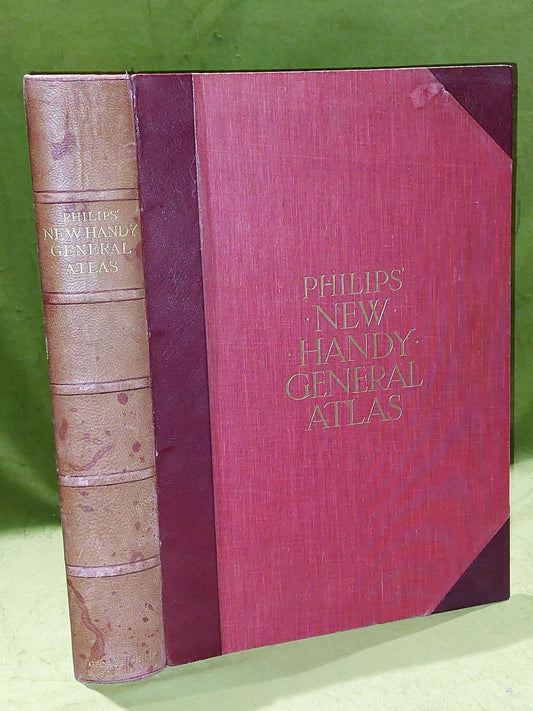 PHILIPS'
NEW HANDY
GENERAL
ATLAS
PHILIPS'
·NEW·
·HANDY·
GENERAL
ATLAS